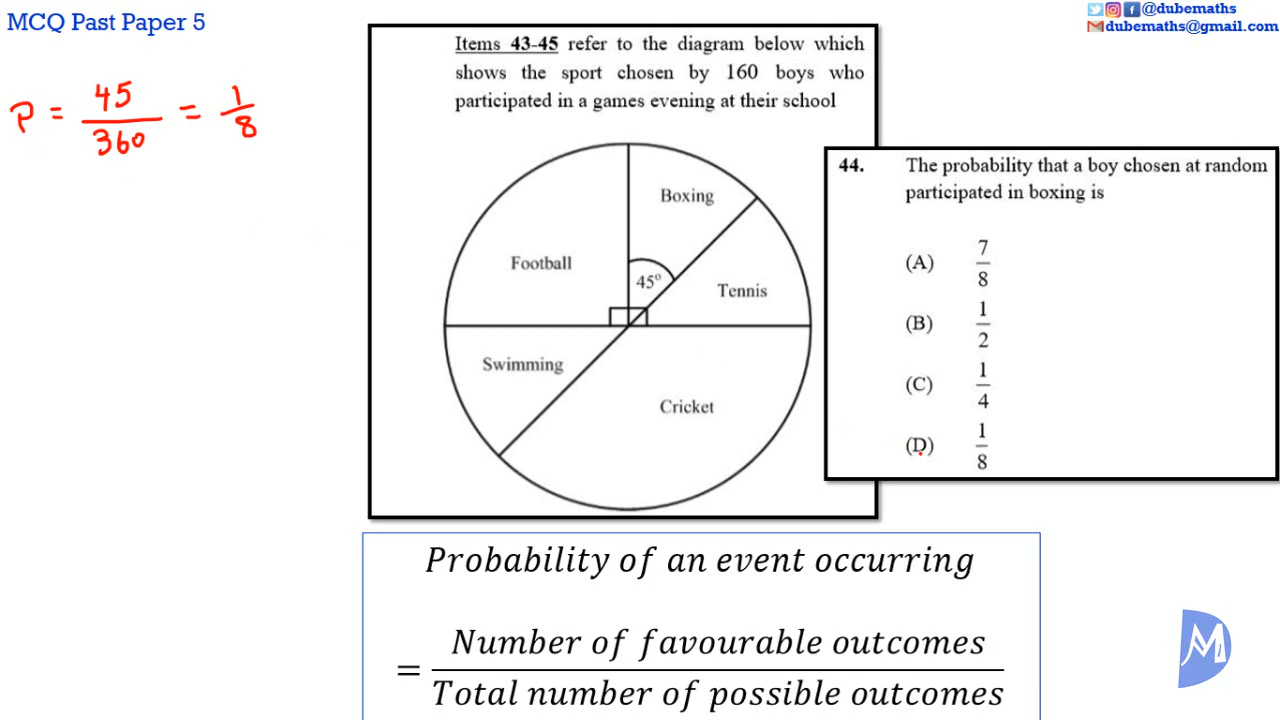 MCQ Past Paper 5
@dubemaths
dubemaths@gmail.com
P = 45/360 = 1/8
Items 43-45 refer to the diagram below which
shows the sport chosen by 160 boys who
participated in a games evening at their school
Boxing
Football
45°
Tennis
Swimming
Cricket
44. The probability that a boy chosen at random
participated in boxing is
(A) 7/8
(B) 1/2
(C) 1/4
(D) 1/8
Probability of an event occurring
= Number of favourable outcomes
Total number of possible outcomes
M